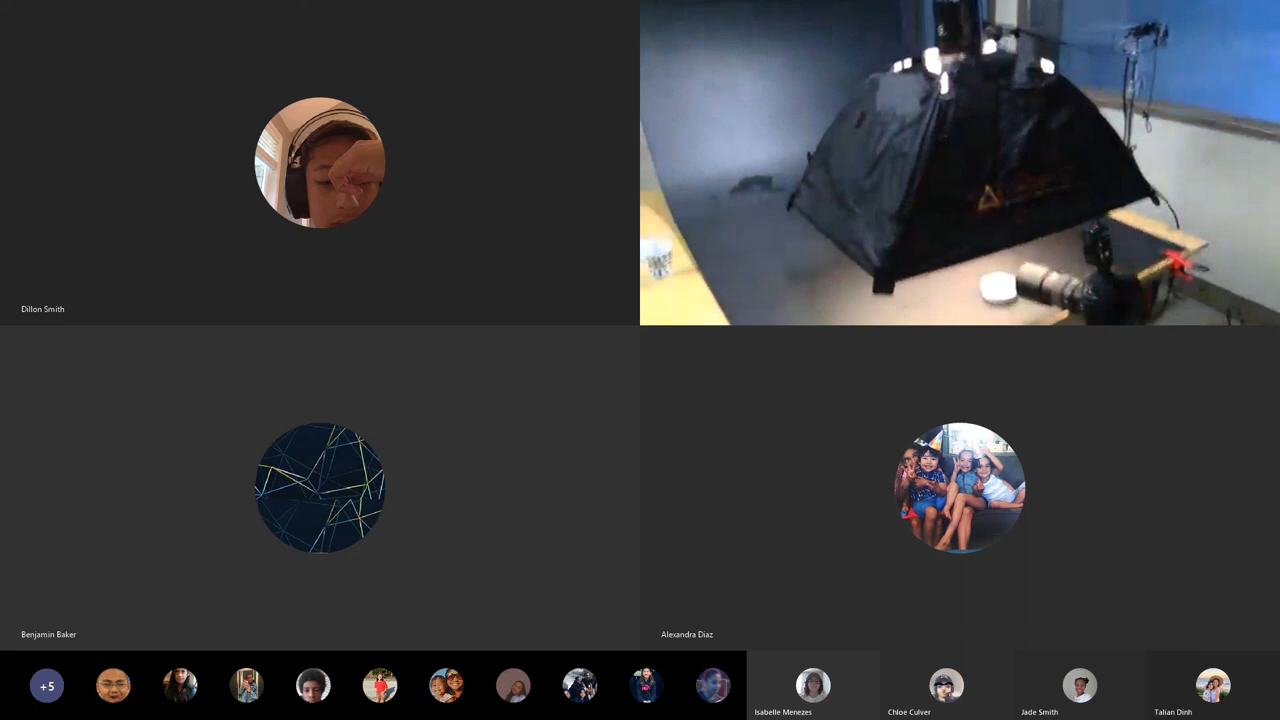 Dillon Smith
Benjamin Baker
Alexandra Diaz
+5
Isabelle Menezes
Chloe Culver
Jade Smith
Talian Dinh